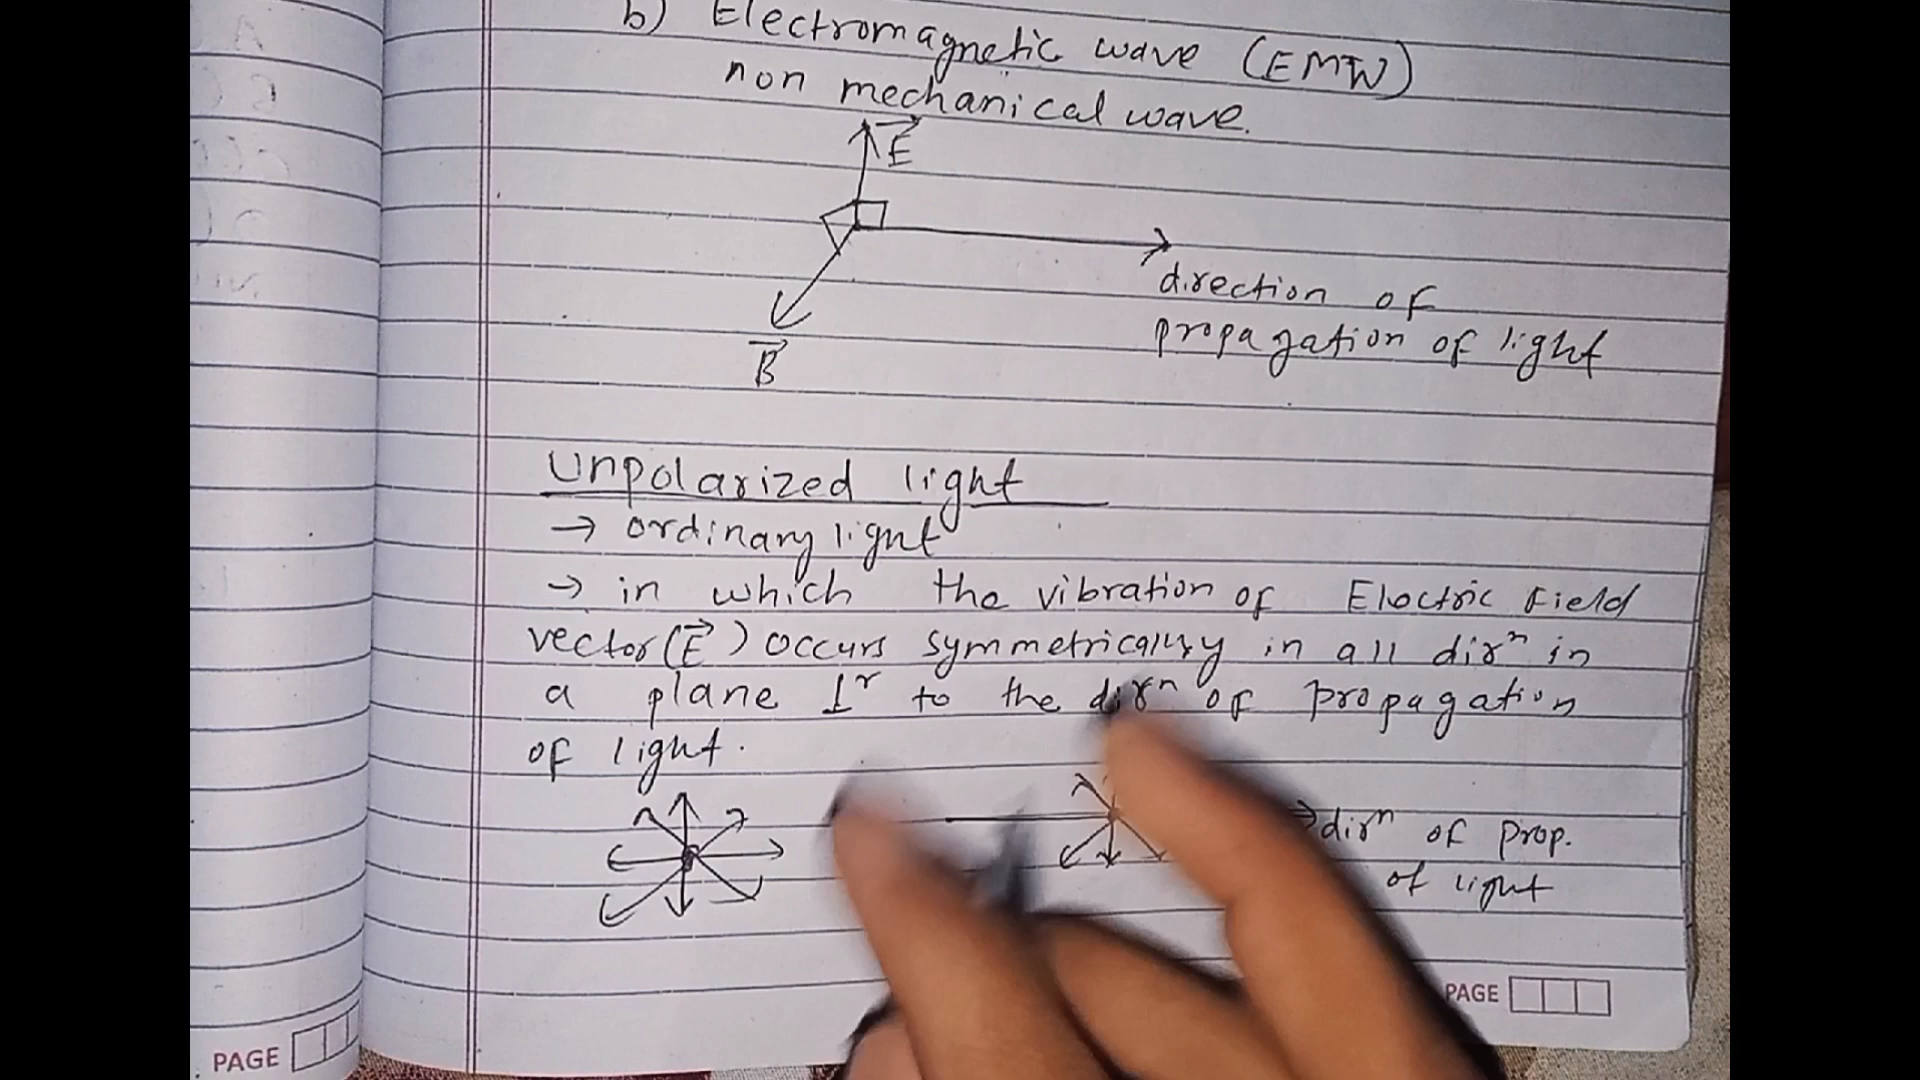 b) Electromagnetic wave (EMW)
non mechanical wave.
E
direction of
propagation of light
B
Unpolarized light
→ ordinary light
→ in which the vibration of Electric Field
vector (E) occurs symmetrically in all dirⁿ in
a plane ⊥ʳ to the dirⁿ of propagation
of light.
dirⁿ of prop.
of light
PAGE
PAGE